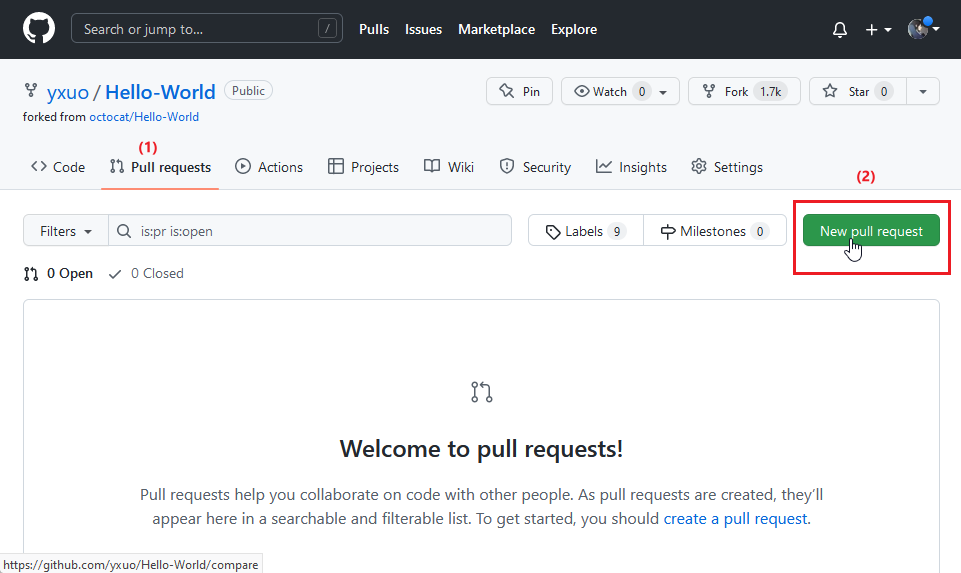 Search or jump to... / Pulls Issues Marketplace Explore
yxuo / Hello-World Public Pin Watch 0 Fork 1.7k Star 0
forked from octocat/Hello-World
(1)
Code Pull requests Actions Projects Wiki Security Insights Settings
(2)
Filters is:pr is:open Labels 9 Milestones 0 New pull request
0 Open 0 Closed
Welcome to pull requests!
Pull requests help you collaborate on code with other people. As pull requests are created, they’ll
appear here in a searchable and filterable list. To get started, you should create a pull request.
https://github.com/yxuo/Hello-World/compare